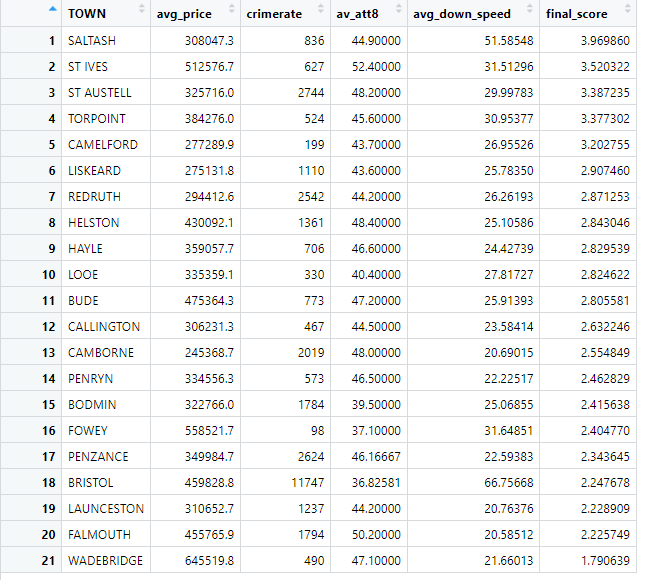 TOWN avg_price crimerate av_att8 avg_down_speed final_score
1 SALTASH 308047.3 836 44.90000 51.58548 3.969860
2 ST IVES 512576.7 627 52.40000 31.51296 3.520322
3 ST AUSTELL 325716.0 2744 48.20000 29.99783 3.387235
4 TORPOINT 384276.0 524 45.60000 30.95377 3.377302
5 CAMELFORD 277289.9 199 43.70000 26.95526 3.202755
6 LISKEARD 275131.8 1110 43.60000 25.78350 2.907460
7 REDRUTH 294412.6 2542 44.20000 26.26193 2.871253
8 HELSTON 430092.1 1361 48.40000 25.10586 2.843046
9 HAYLE 359057.7 706 46.60000 24.42739 2.829539
10 LOOE 335359.1 330 40.40000 27.81727 2.824622
11 BUDE 475364.3 773 47.20000 25.91393 2.805581
12 CALLINGTON 306231.3 467 44.50000 23.58414 2.632246
13 CAMBORNE 245368.7 2019 48.00000 20.69015 2.554849
14 PENRYN 334556.3 573 46.50000 22.22517 2.462829
15 BODMIN 322766.0 1784 39.50000 25.06855 2.415638
16 FOWEY 558521.7 98 37.10000 31.64851 2.404770
17 PENZANCE 349984.7 2624 46.16667 22.59383 2.343645
18 BRISTOL 459828.8 11747 36.82581 66.75668 2.247678
19 LAUNCESTON 310652.7 1237 44.20000 20.76376 2.228909
20 FALMOUTH 455765.9 1794 50.20000 20.58512 2.225749
21 WADEBRIDGE 645519.8 490 47.10000 21.66013 1.790639